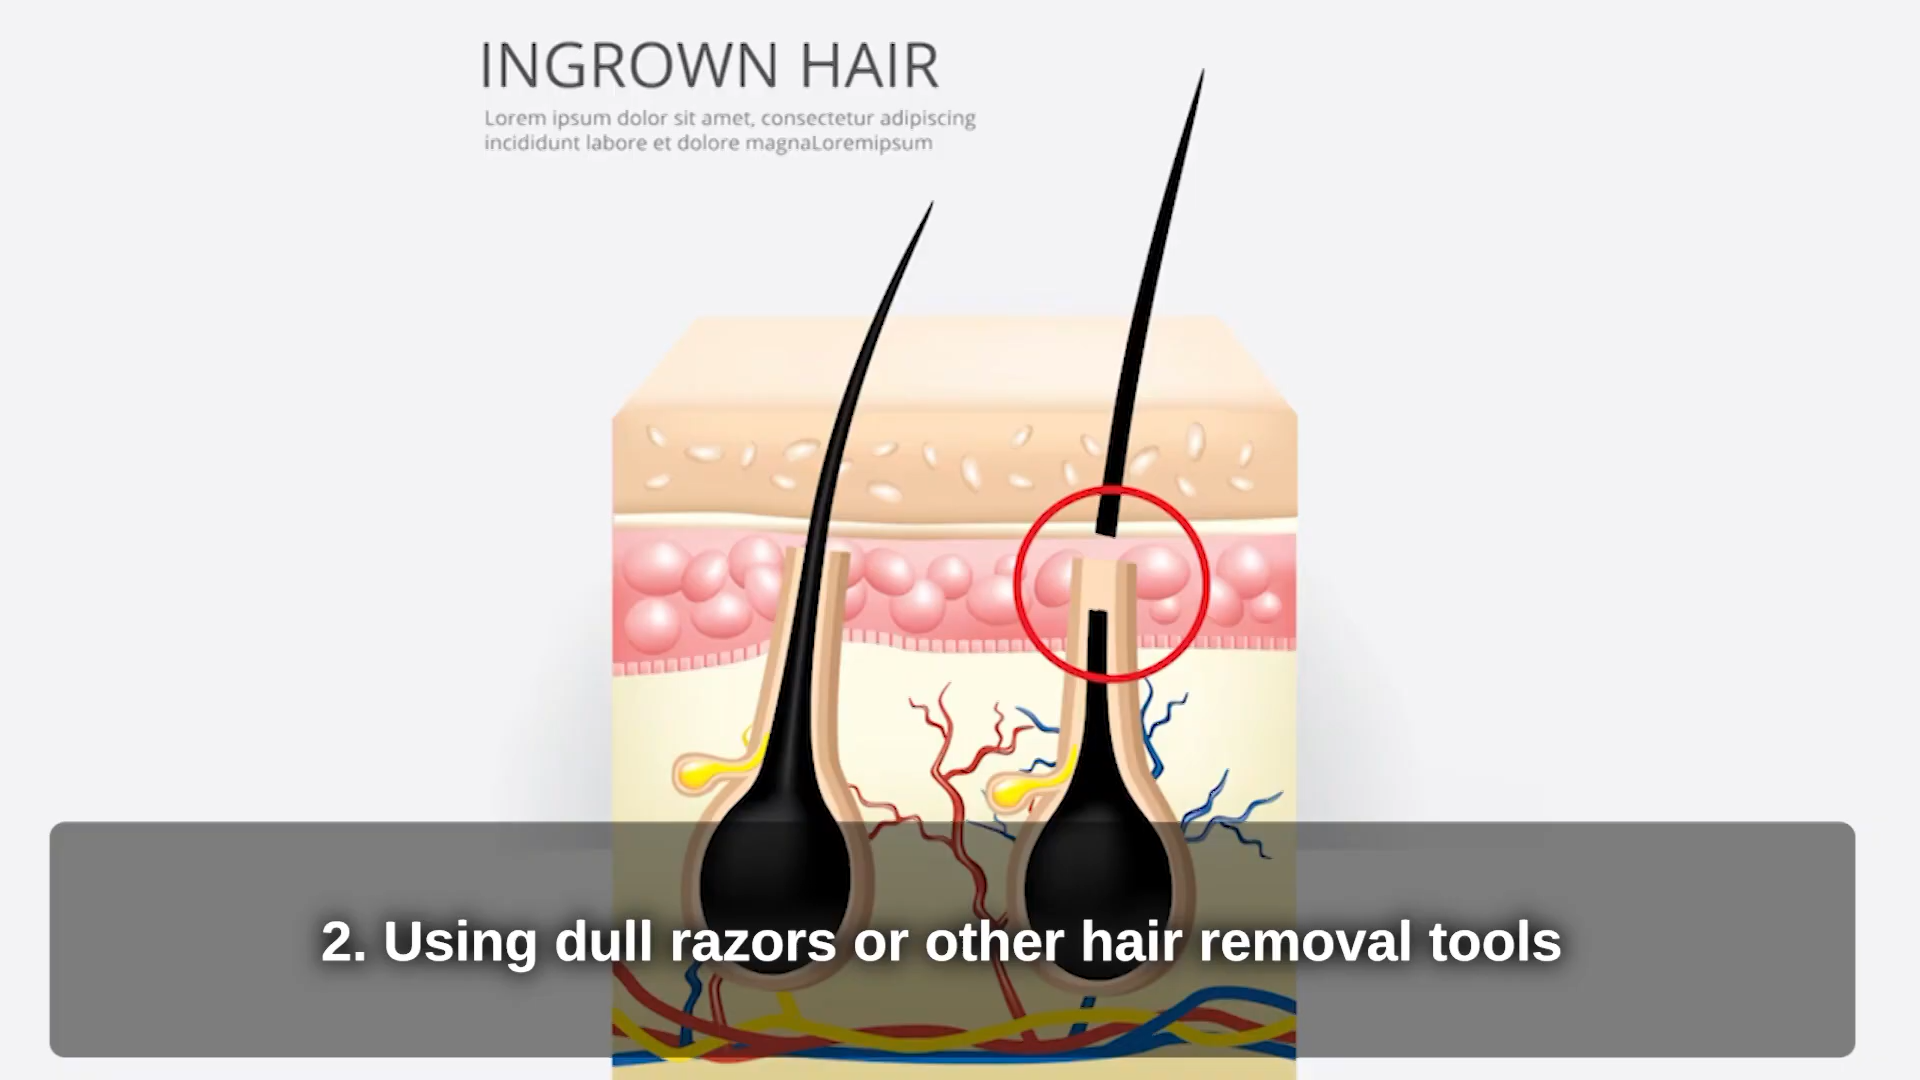 INGROWN HAIR
Lorem ipsum dolor sit amet, consectetur adipiscing
incididunt labore et dolore magnaLoremipsum
2. Using dull razors or other hair removal tools